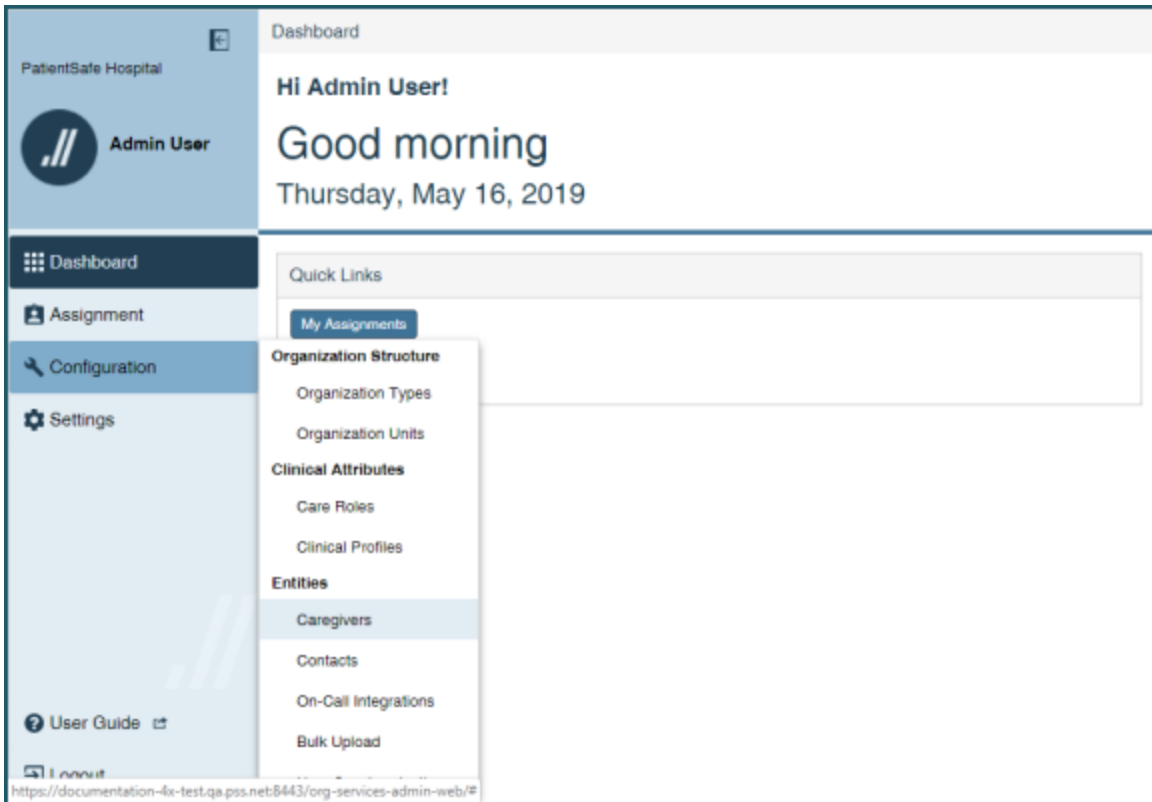 PatientSafe Hospital
Admin User
Dashboard
Assignment
Configuration
Settings
User Guide
Logout
https://documentation-4x-test.qa.pss.net:8443/org-services-admin-web/#
Dashboard
Hi Admin User!
Good morning
Thursday, May 16, 2019
Quick Links
My Assignments
Organization Structure
Organization Types
Organization Units
Clinical Attributes
Care Roles
Clinical Profiles
Entities
Caregivers
Contacts
On-Call Integrations
Bulk Upload